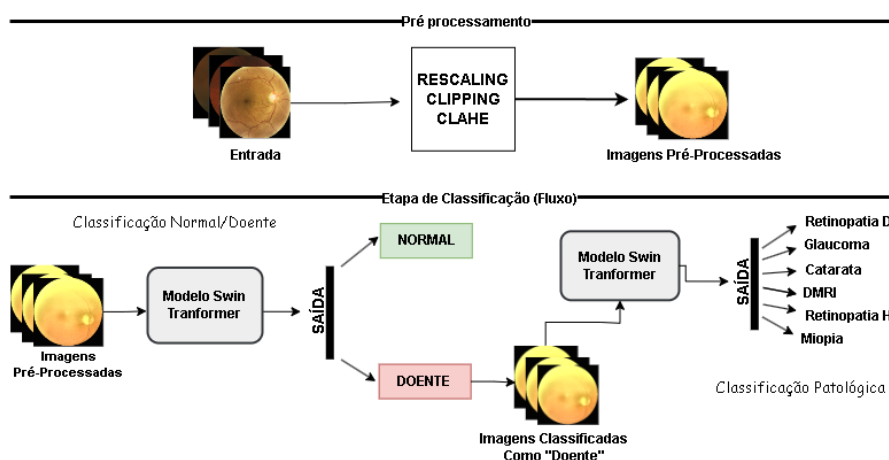 Pré processamento
RESCALING
CLIPPING
CLAHE
Entrada
Imagens Pré-Processadas
Etapa de Classificação (Fluxo)
Classificação Normal/Doente
NORMAL
Modelo Swin
Tranformer
SAÍDA
Imagens
Pré-Processadas
DOENTE
Imagens Classificadas
Como "Doente"
Modelo Swin
Tranformer
SAÍDA
Retinopatia D
Glaucoma
Catarata
DMRI
Retinopatia H
Miopia
Classificação Patológica